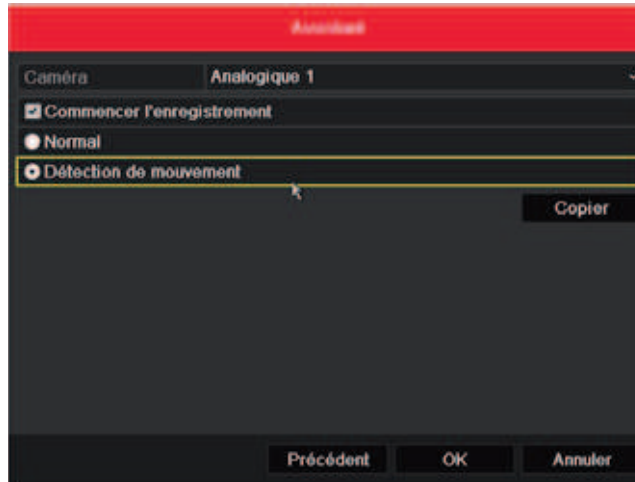 Caméra Analogique 1
Commencer l'enregistrement
Normal
Détection de mouvement
Copier
Précédent OK Annuler